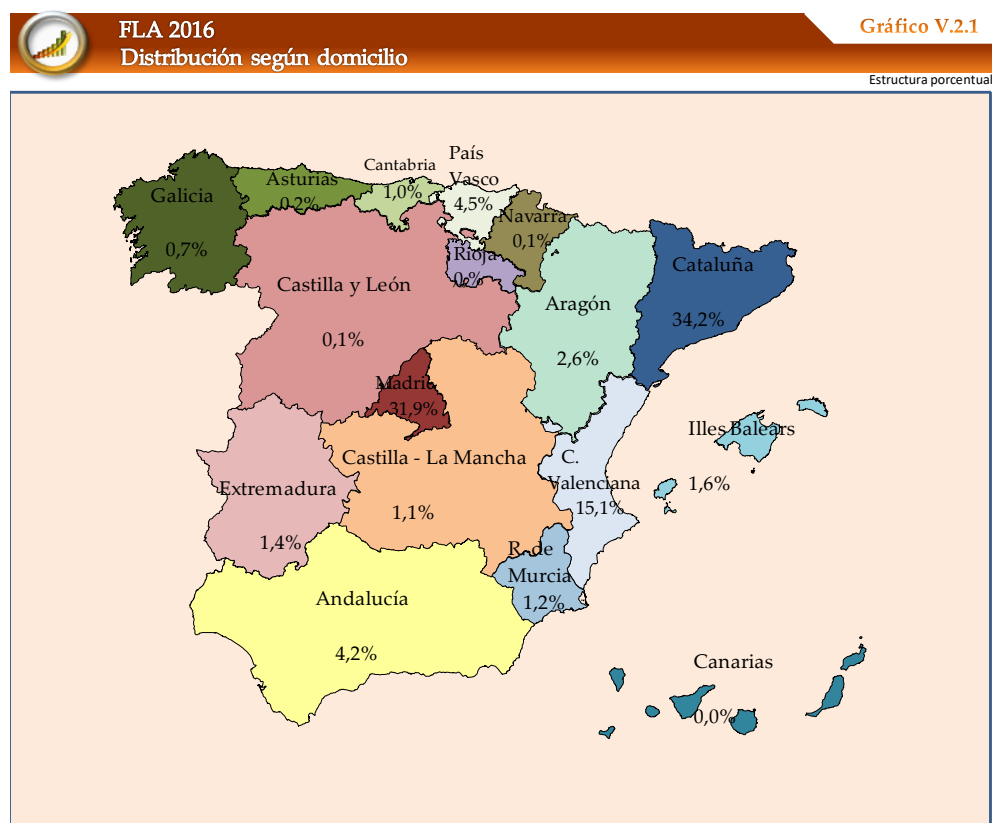 FLA 2016
Distribución según domicilio
Gráfico V.2.1
Estructura porcentual
Galicia
0,7%
Asturias
0,2%
Cantabria
1,0%
País
Vasco
4,5%
Navarra
0,1%
Rioja
0,%
Castilla y León
0,1%
Aragón
2,6%
Cataluña
34,2%
Madrid
31,9%
Castilla - La Mancha
1,1%
Extremadura
1,4%
C.
Valenciana
15,1%
Illes Balears
1,6%
R. de
Murcia
1,2%
Andalucía
4,2%
Canarias
0,0%